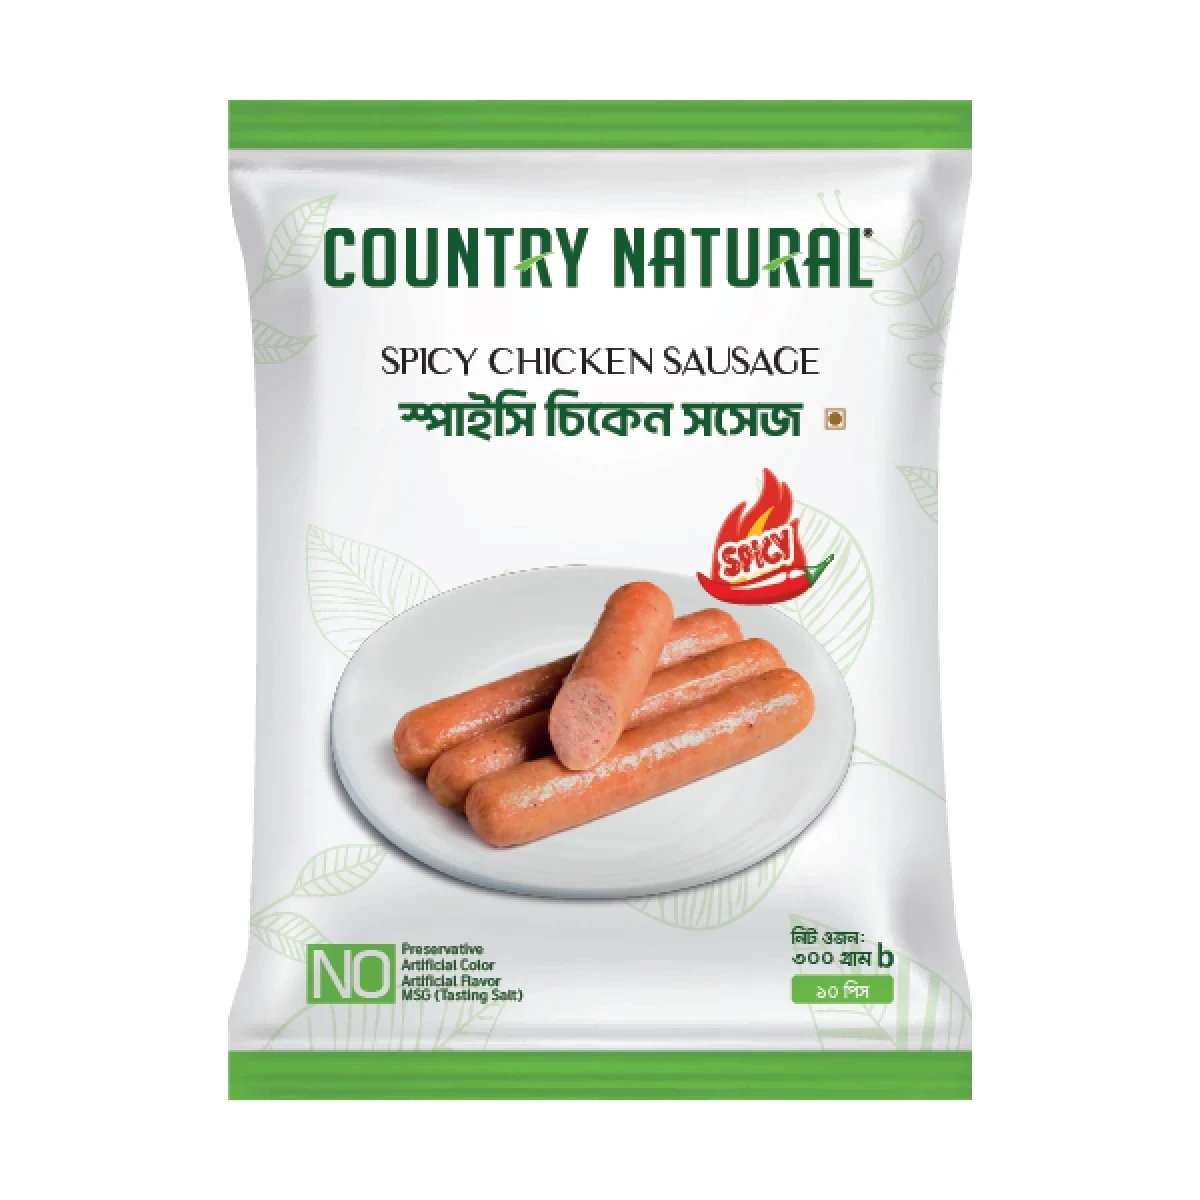 COUNTRY NATURAL®
SPICY CHICKEN SAUSAGE
স্পাইসি চিকেন সসেজ
SPICY
NO
Preservative
Artificial Color
Artificial Flavor
MSG (Tasting Salt)
নিট ওজন:
৩০০ গ্রাম b
১০ পিস